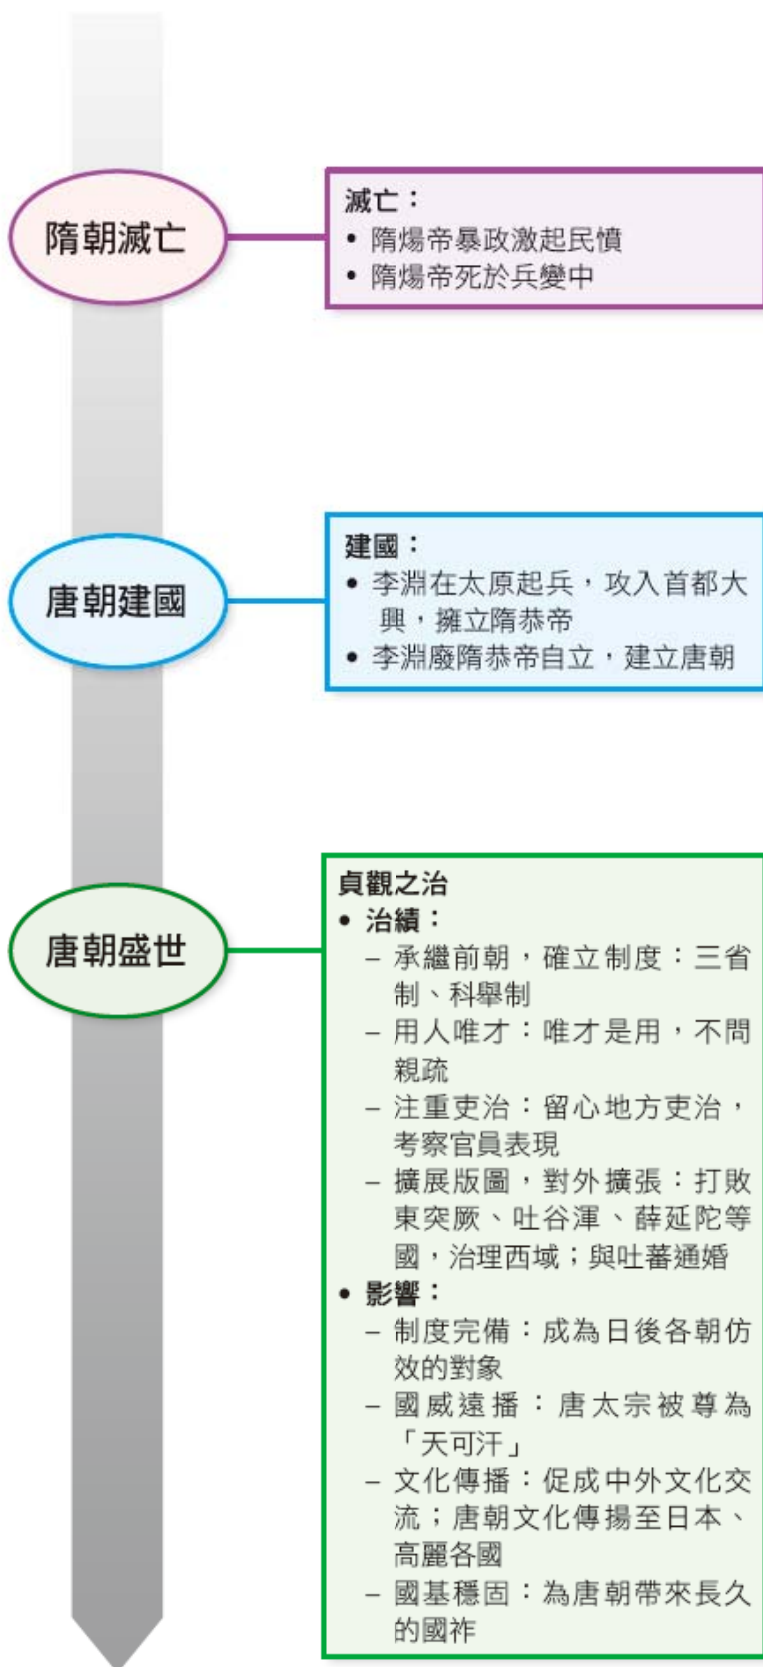 隋朝滅亡
滅亡：
• 隋煬帝暴政激起民憤
• 隋煬帝死於兵變中
唐朝建國
建國：
• 李淵在太原起兵，攻入首都大
興，擁立隋恭帝
• 李淵廢隋恭帝自立，建立唐朝
唐朝盛世
貞觀之治
• 治績：
– 承繼前朝，確立制度：三省
制、科舉制
– 用人唯才：唯才是用，不問
親疏
– 注重吏治：留心地方吏治，
考察官員表現
– 擴展版圖，對外擴張：打敗
東突厥、吐谷渾、薛延陀等
國，治理西域；與吐蕃通婚
• 影響：
– 制度完備：成為日後各朝仿
效的對象
– 國威遠播：唐太宗被尊為
「天可汗」
– 文化傳播：促成中外文化交
流；唐朝文化傳揚至日本、
高麗各國
– 國基穩固：為唐朝帶來長久
的國祚